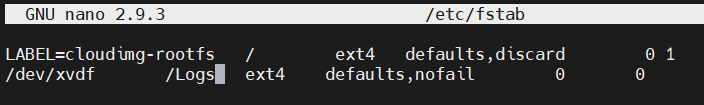 GNU nano 2.9.3 /etc/fstab
LABEL=cloudimg-rootfs / ext4 defaults,discard 0 1
/dev/xvdf /Logs ext4 defaults,nofail 0 0